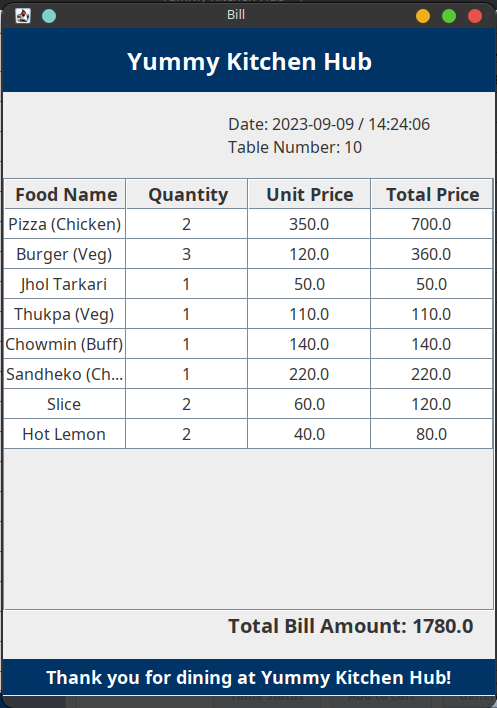 Bill
Yummy Kitchen Hub
Date: 2023-09-09 / 14:24:06
Table Number: 10
Food Name Quantity Unit Price Total Price
Pizza (Chicken) 2 350.0 700.0
Burger (Veg) 3 120.0 360.0
Jhol Tarkari 1 50.0 50.0
Thukpa (Veg) 1 110.0 110.0
Chowmin (Buff) 1 140.0 140.0
Sandheko (Ch... 1 220.0 220.0
Slice 2 60.0 120.0
Hot Lemon 2 40.0 80.0
Total Bill Amount: 1780.0
Thank you for dining at Yummy Kitchen Hub!